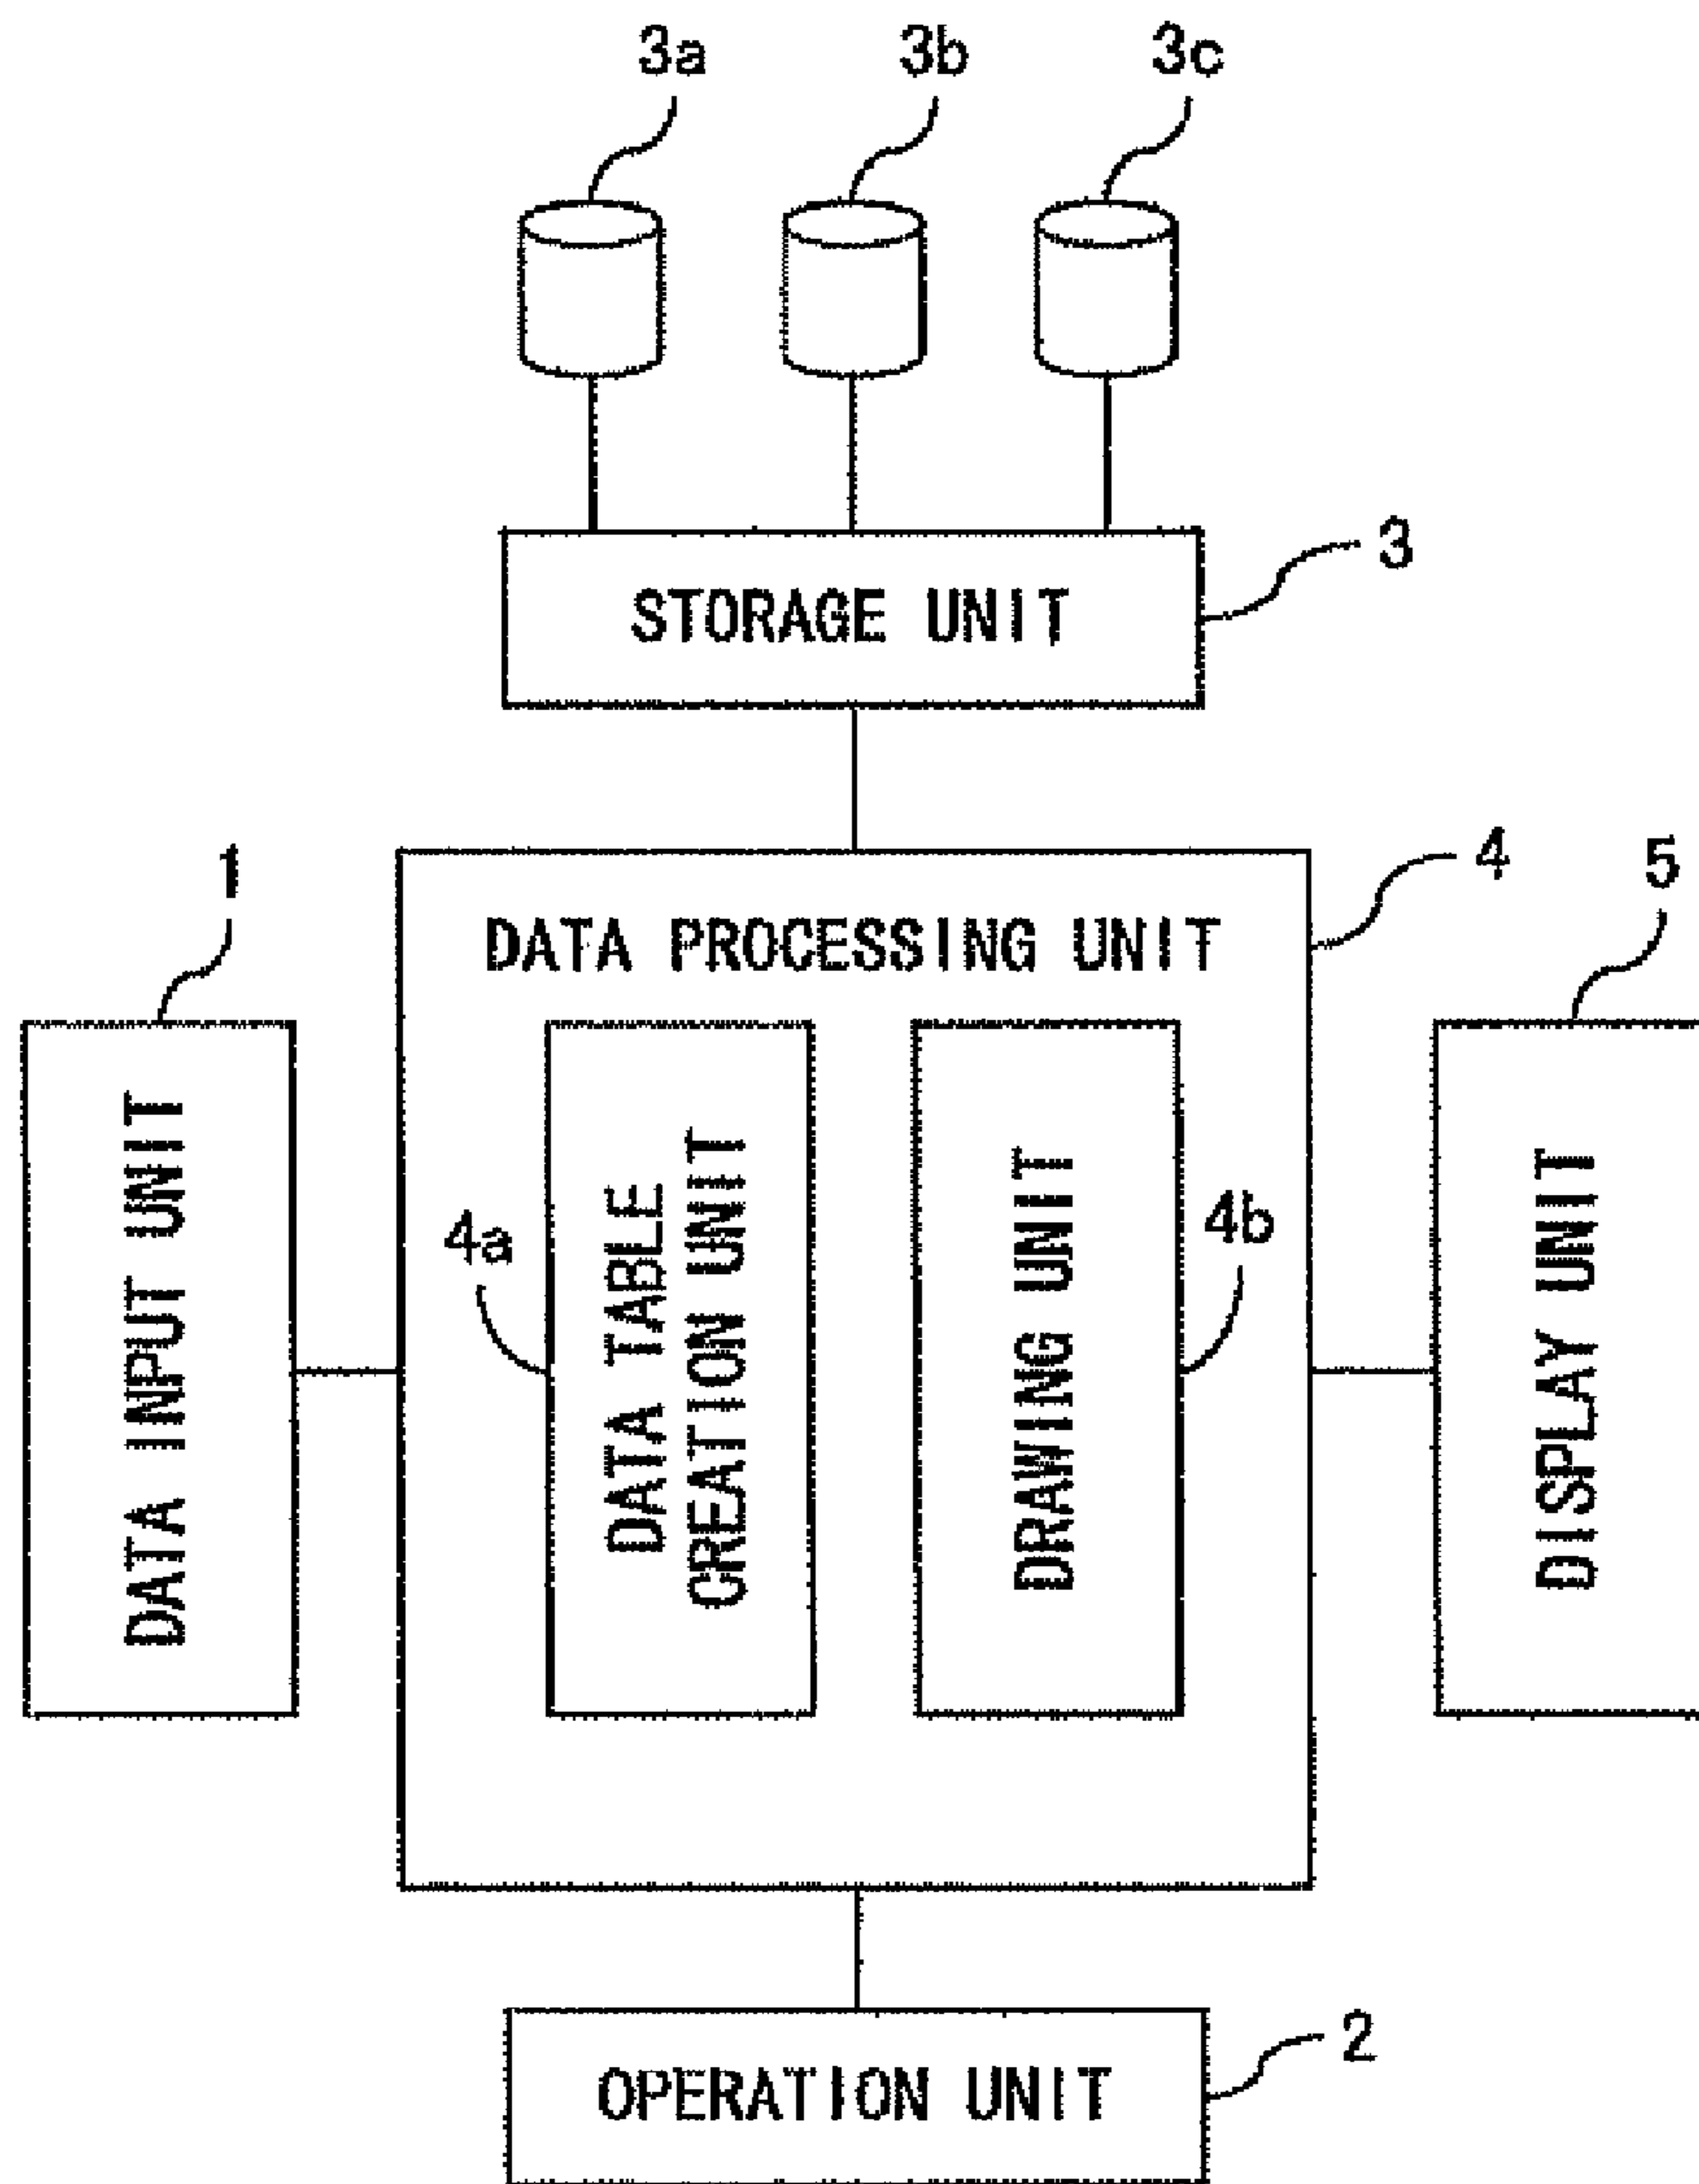 3a
3b
3c
STORAGE UNIT
3
1
DATA PROCESSING UNIT
4
5
DATA INPUT UNIT
4a
DATA TABLE
CREATION UNIT
DRAWING UNIT
4b
DISPLAY UNIT
OPERATION UNIT
2